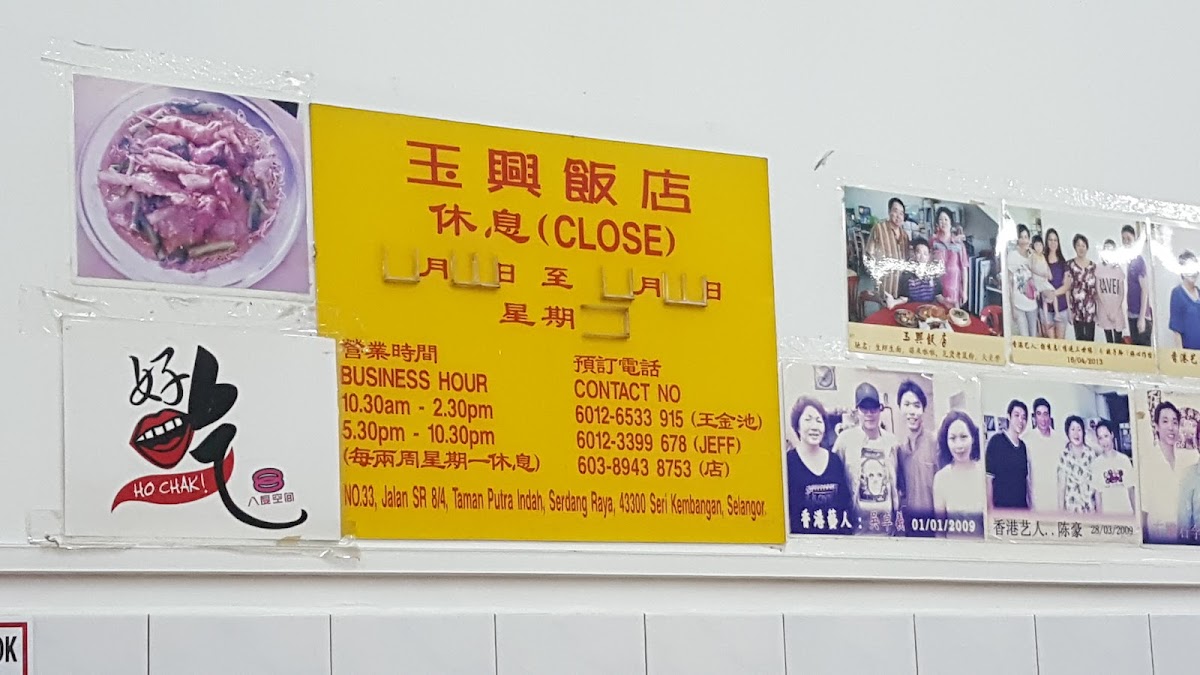 玉興飯店
休息(CLOSE)
月 日 至 月 日
星期
營業時間
BUSINESS HOUR
10.30am - 2.30pm
5.30pm - 10.30pm
(每兩周星期一休息)
預訂電話
CONTACT NO
6012-6533 915 (王金池)
6012-3399 678 (JEFF)
603-8943 8753 (店)
NO.33, Jalan SR 8/4, Taman Putra Indah, Serdang Raya, 43300 Seri Kembangan, Selangor.
好吃
HO CHAK!
8
八度空间
玉興飯店
16/04/2013
香港藝人:
01/01/2009
香港艺人..陈豪
28/03/2009
OK